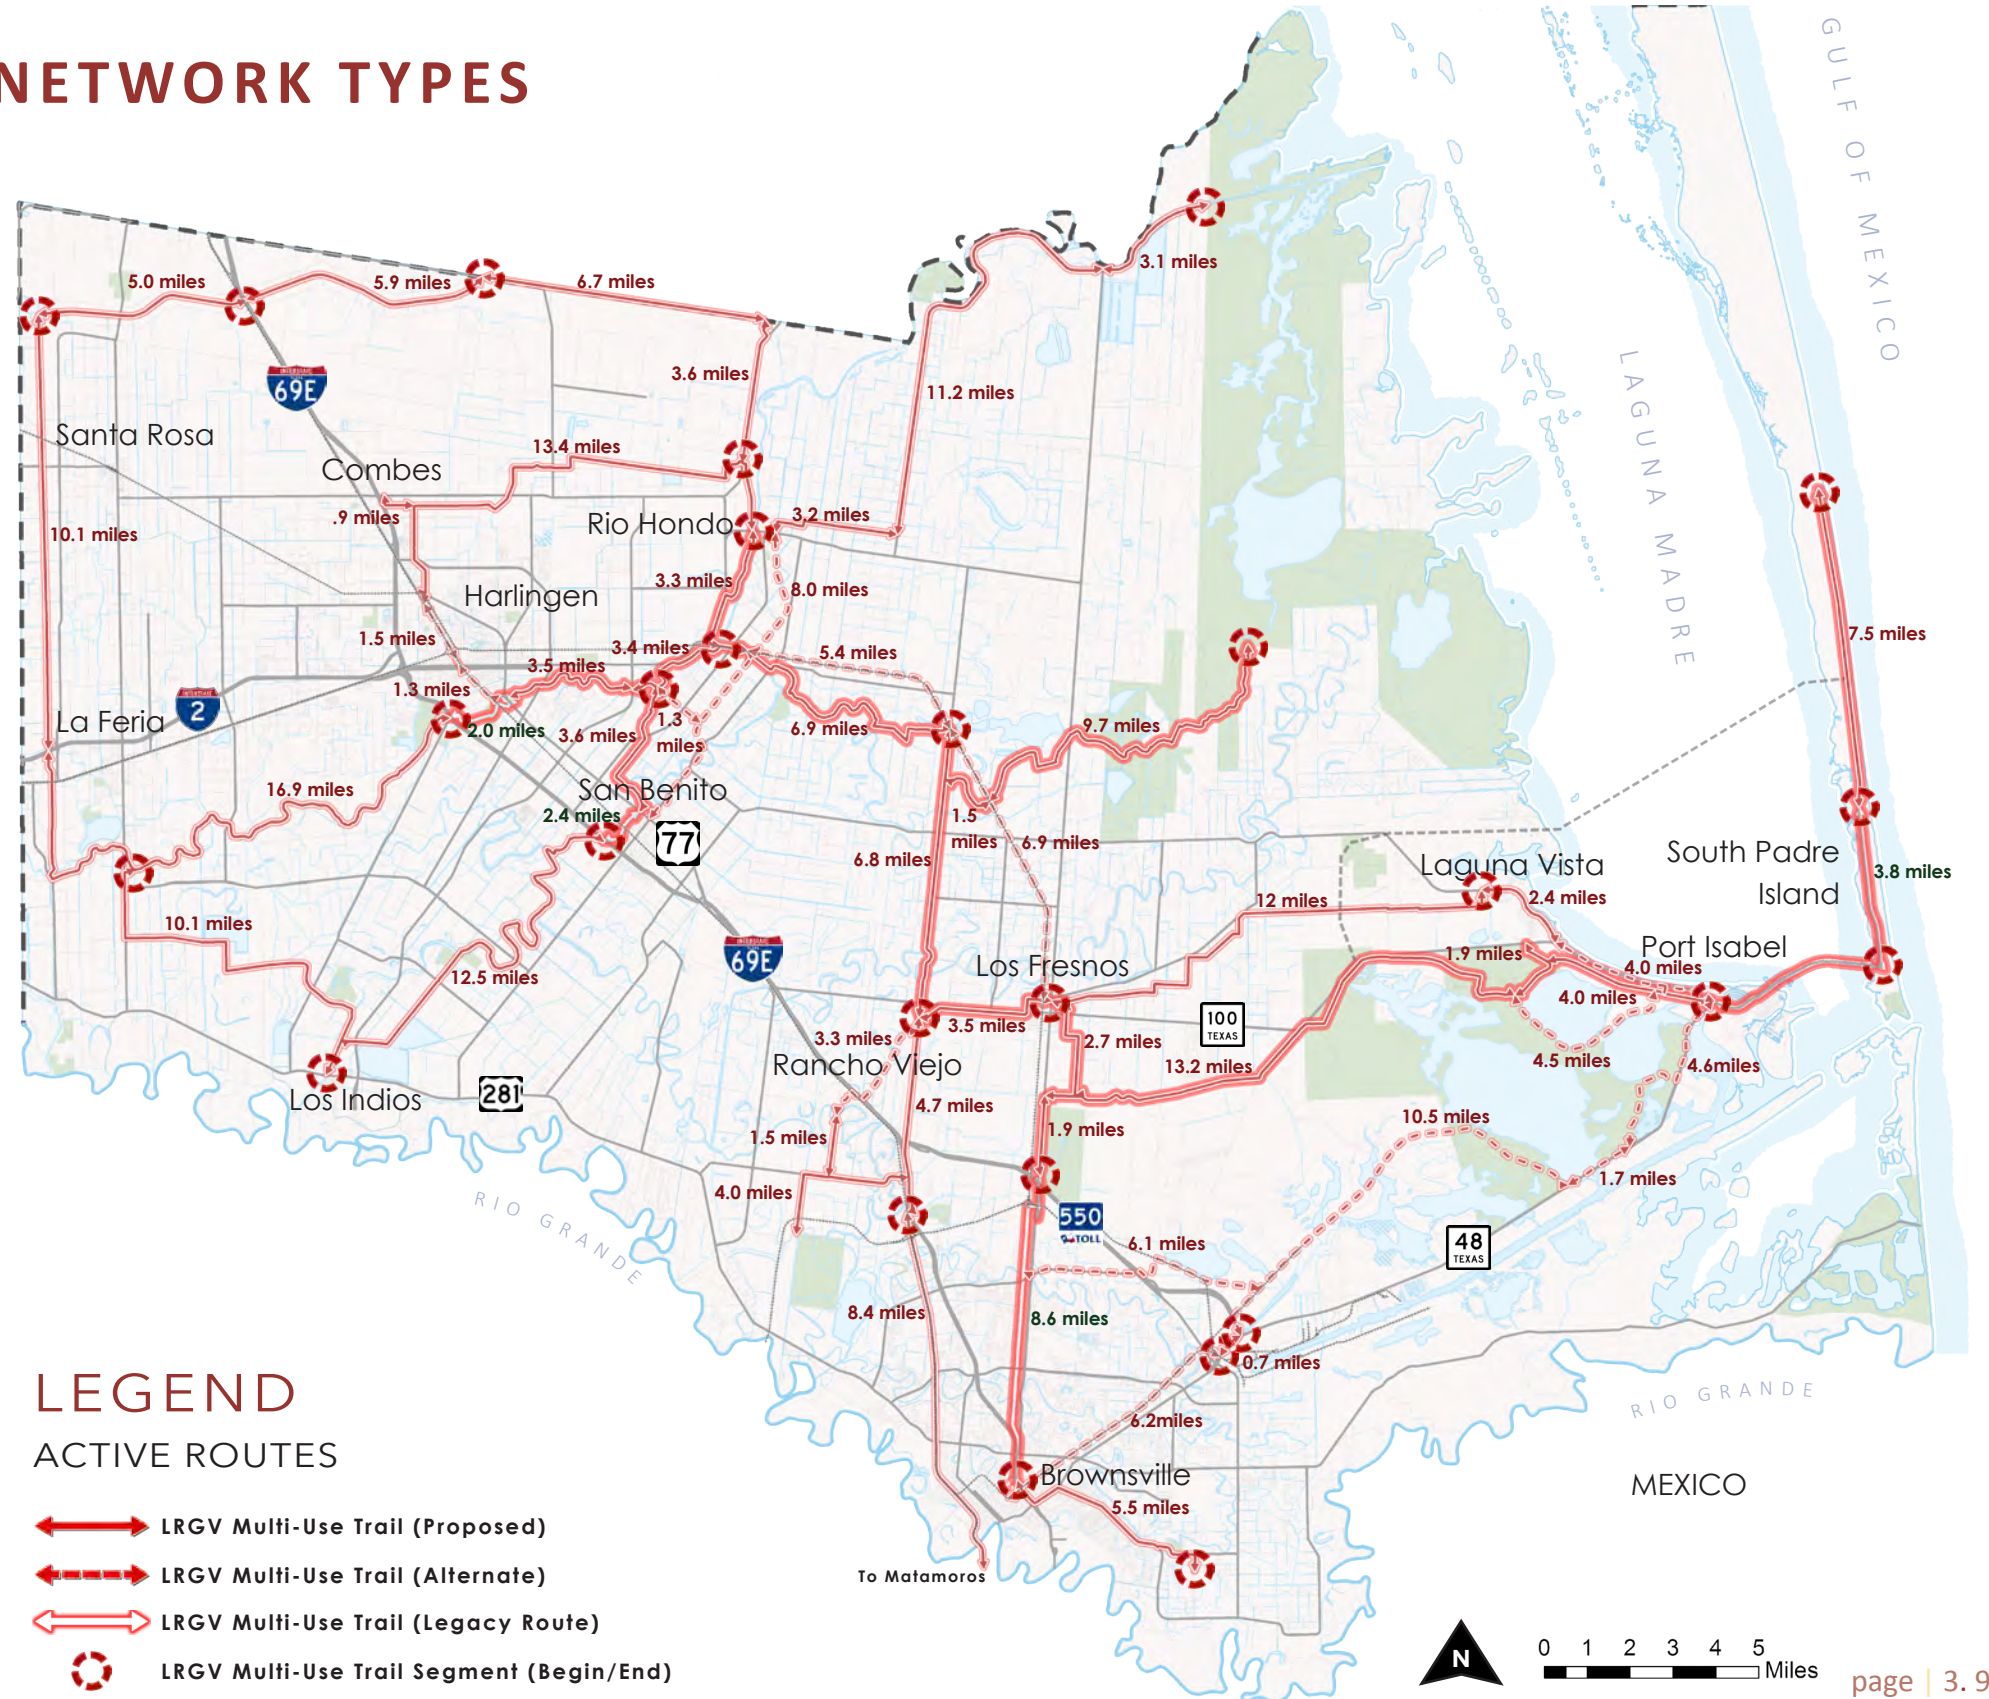 NETWORK TYPES
GULF OF MEXICO
LAGUNA MADRE
3.1 miles
5.0 miles
5.9 miles
6.7 miles
INTERSTATE
69E
3.6 miles
11.2 miles
Santa Rosa
13.4 miles
Combes
.9 miles
Rio Hondo
3.2 miles
10.1 miles
3.3 miles
8.0 miles
Harlingen
1.5 miles
3.4 miles
5.4 miles
3.5 miles
7.5 miles
1.3 miles
INTERSTATE
2
La Feria
2.0 miles
3.6 miles
1.3
miles
6.9 miles
9.7 miles
16.9 miles
San Benito
2.4 miles
77
1.5
miles
6.9 miles
6.8 miles
Laguna Vista
South Padre
Island
3.8 miles
12 miles
2.4 miles
10.1 miles
INTERSTATE
69E
12.5 miles
Los Fresnos
1.9 miles
Port Isabel
4.0 miles
4.0 miles
100
TEXAS
3.5 miles
3.3 miles
2.7 miles
Rancho Viejo
13.2 miles
4.5 miles
4.6miles
Los Indios
281
4.7 miles
10.5 miles
1.5 miles
1.9 miles
1.7 miles
4.0 miles
RIO GRANDE
550
TOLL
6.1 miles
48
TEXAS
8.4 miles
8.6 miles
0.7 miles
6.2miles
RIO GRANDE
Brownsville
5.5 miles
MEXICO
To Matamoros
LEGEND
ACTIVE ROUTES
LRGV Multi-Use Trail (Proposed)
LRGV Multi-Use Trail (Alternate)
LRGV Multi-Use Trail (Legacy Route)
LRGV Multi-Use Trail Segment (Begin/End)
N
0 1 2 3 4 5
Miles
page | 3. 9